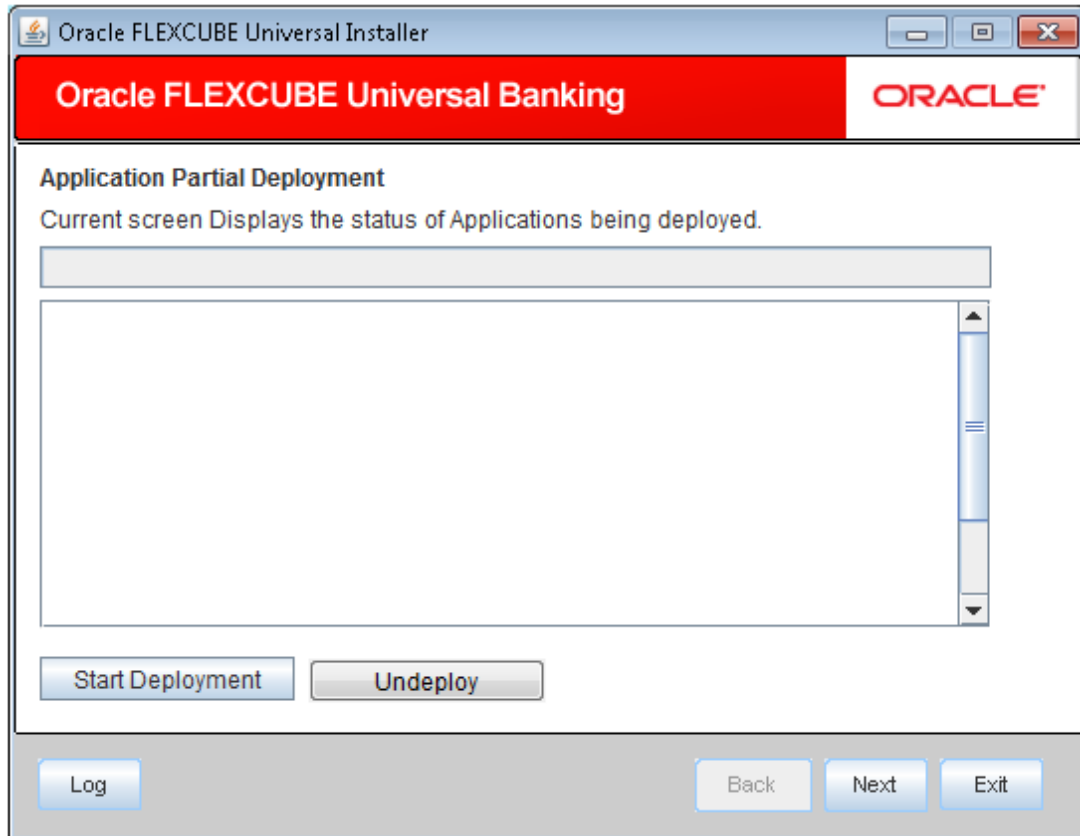 Oracle FLEXCUBE Universal Installer
Oracle FLEXCUBE Universal Banking
ORACLE
Application Partial Deployment
Current screen Displays the status of Applications being deployed.
Start Deployment
Undeploy
Log
Back
Next
Exit